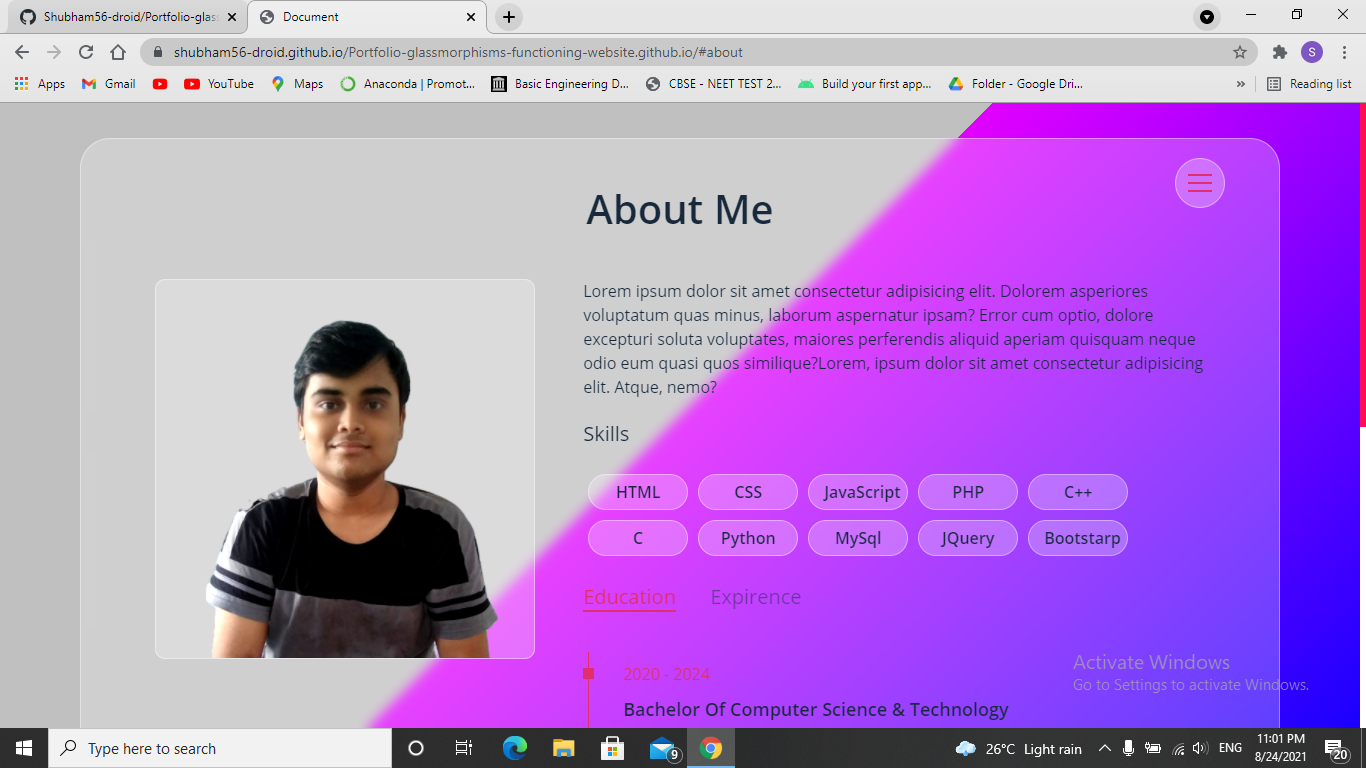 Shubham56-droid/Portfolio-glas
Document
shubham56-droid.github.io/Portfolio-glassmorphisms-functioning-website.github.io/#about
S
Apps
Gmail
YouTube
Maps
Anaconda | Promot...
Basic Engineering D...
CBSE - NEET TEST 2...
Build your first app...
Folder - Google Dri...
»
Reading list
About Me
Lorem ipsum dolor sit amet consectetur adipisicing elit. Dolorem asperiores
voluptatum quas minus, laborum aspernatur ipsam? Error cum optio, dolore
excepturi soluta voluptates, maiores perferendis aliquid aperiam quisquam neque
odio eum quasi quos similique?Lorem, ipsum dolor sit amet consectetur adipisicing
elit. Atque, nemo?
Skills
HTML CSS JavaScript PHP C++
C Python MySql JQuery Bootstarp
Education Expirence
2020 - 2024
Bachelor Of Computer Science & Technology
Activate Windows
Go to Settings to activate Windows.
Type here to search
9
26°C Light rain
ENG
11:01 PM
8/24/2021
20